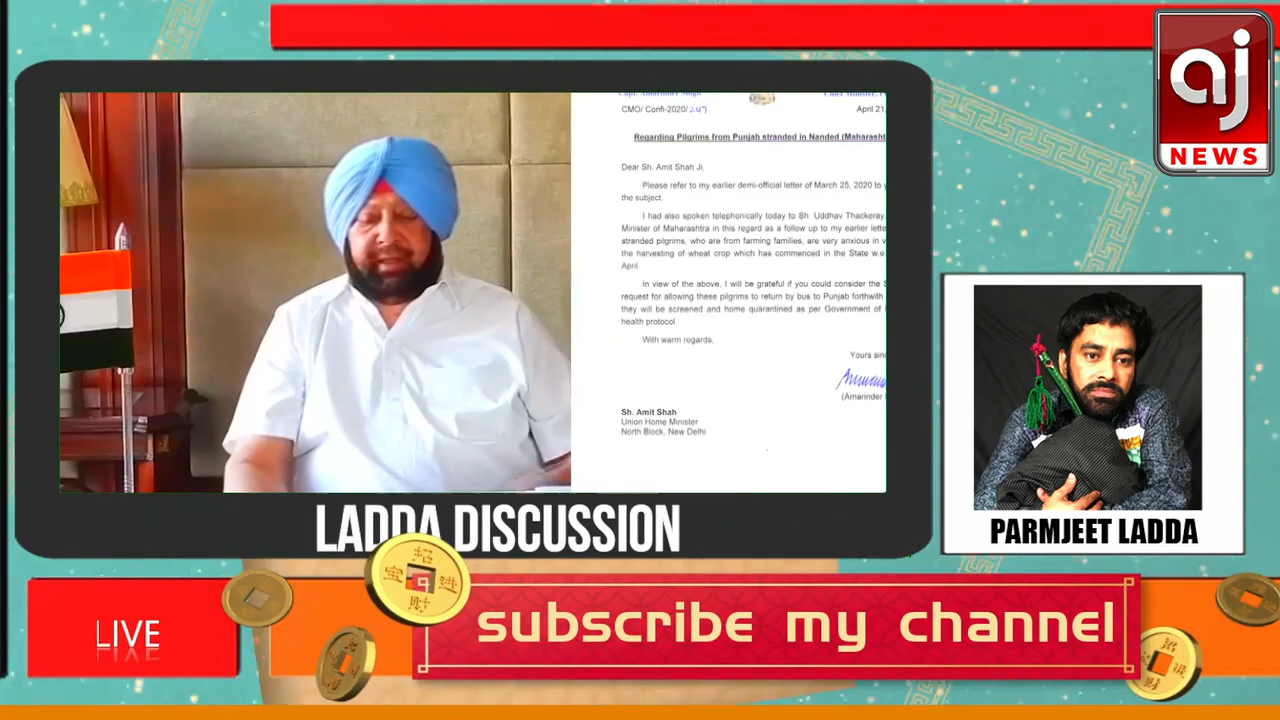 aj
NEWS
Capt. Amarinder Singh
Chief Minister,
CMO/ Confi-2020/
April 21,
Regarding Pilgrims from Punjab stranded in Nanded (Maharasht
Dear Sh. Amit Shah Ji,
Please refer to my earlier demi-official letter of March 25, 2020 to y
the subject.
I had also spoken telephonically today to Sh. Uddhav Thackeray,
Minister of Maharashtra in this regard as a follow up to my earlier lette
stranded pilgrims, who are from farming families, are very anxious in v
the harvesting of wheat crop which has commenced in the State w.e.
April.
In view of the above, I will be grateful if you could consider the S
request for allowing these pilgrims to return by bus to Punjab forthwith
they will be screened and home quarantined as per Government of
health protocol.
With warm regards,
Yours sinc
(Amarinder
Sh. Amit Shah
Union Home Minister
North Block, New Delhi
LADDA DISCUSSION
PARMJEET LADDA
LIVE
subscribe my channel